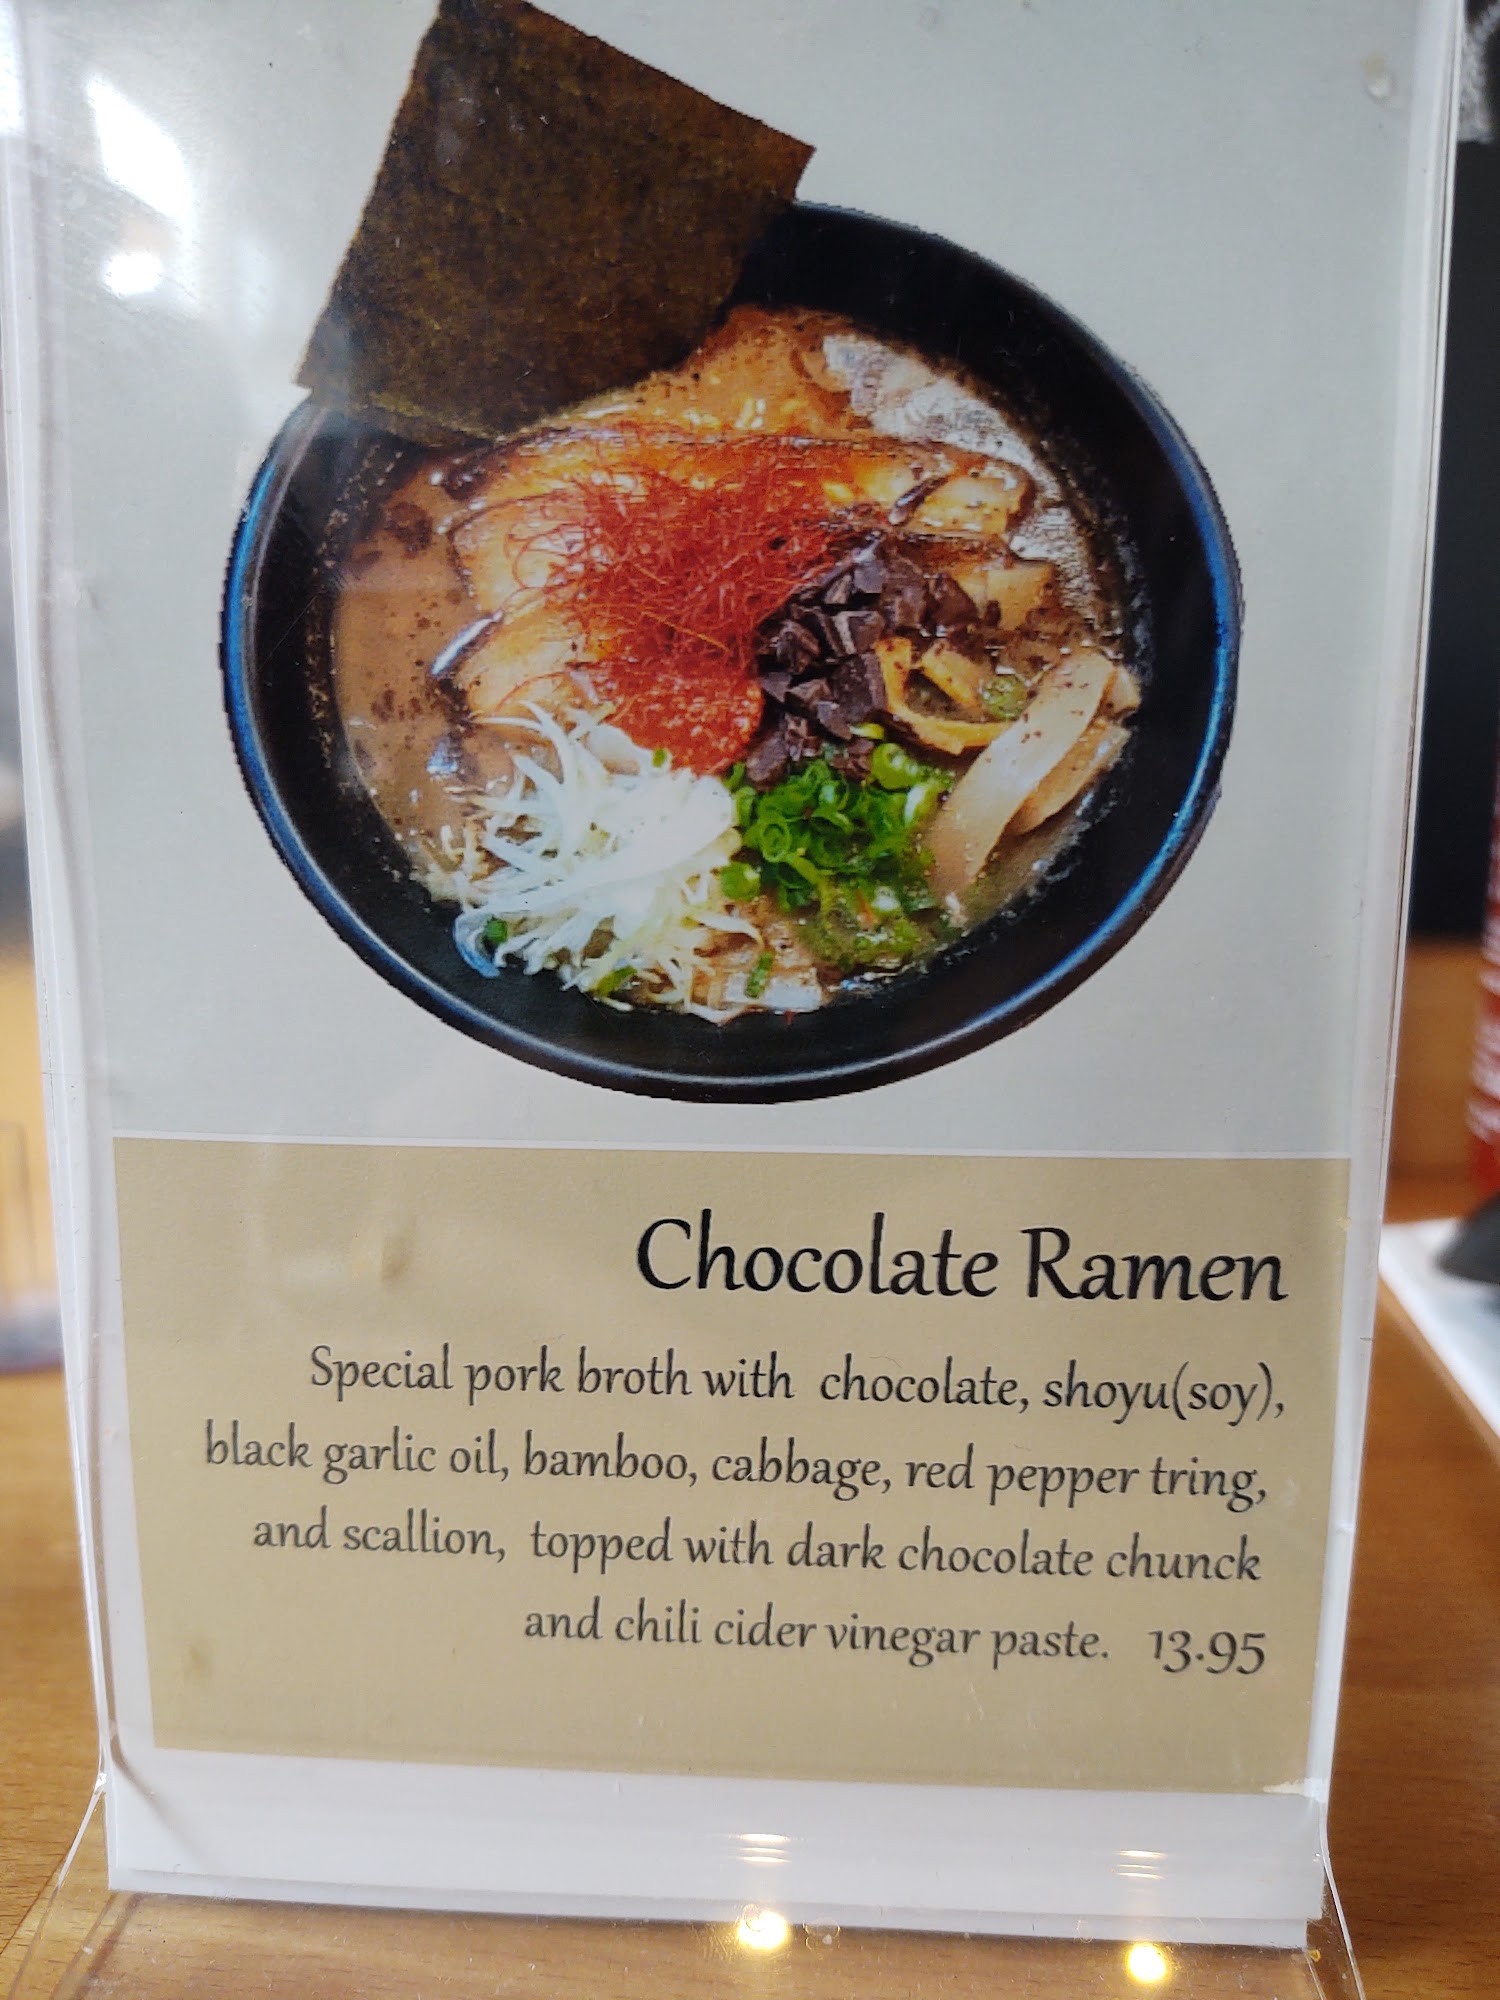 Chocolate Ramen
Special pork broth with chocolate, shoyu(soy),
black garlic oil, bamboo, cabbage, red pepper tring,
and scallion, topped with dark chocolate chunck
and chili cider vinegar paste. 13.95